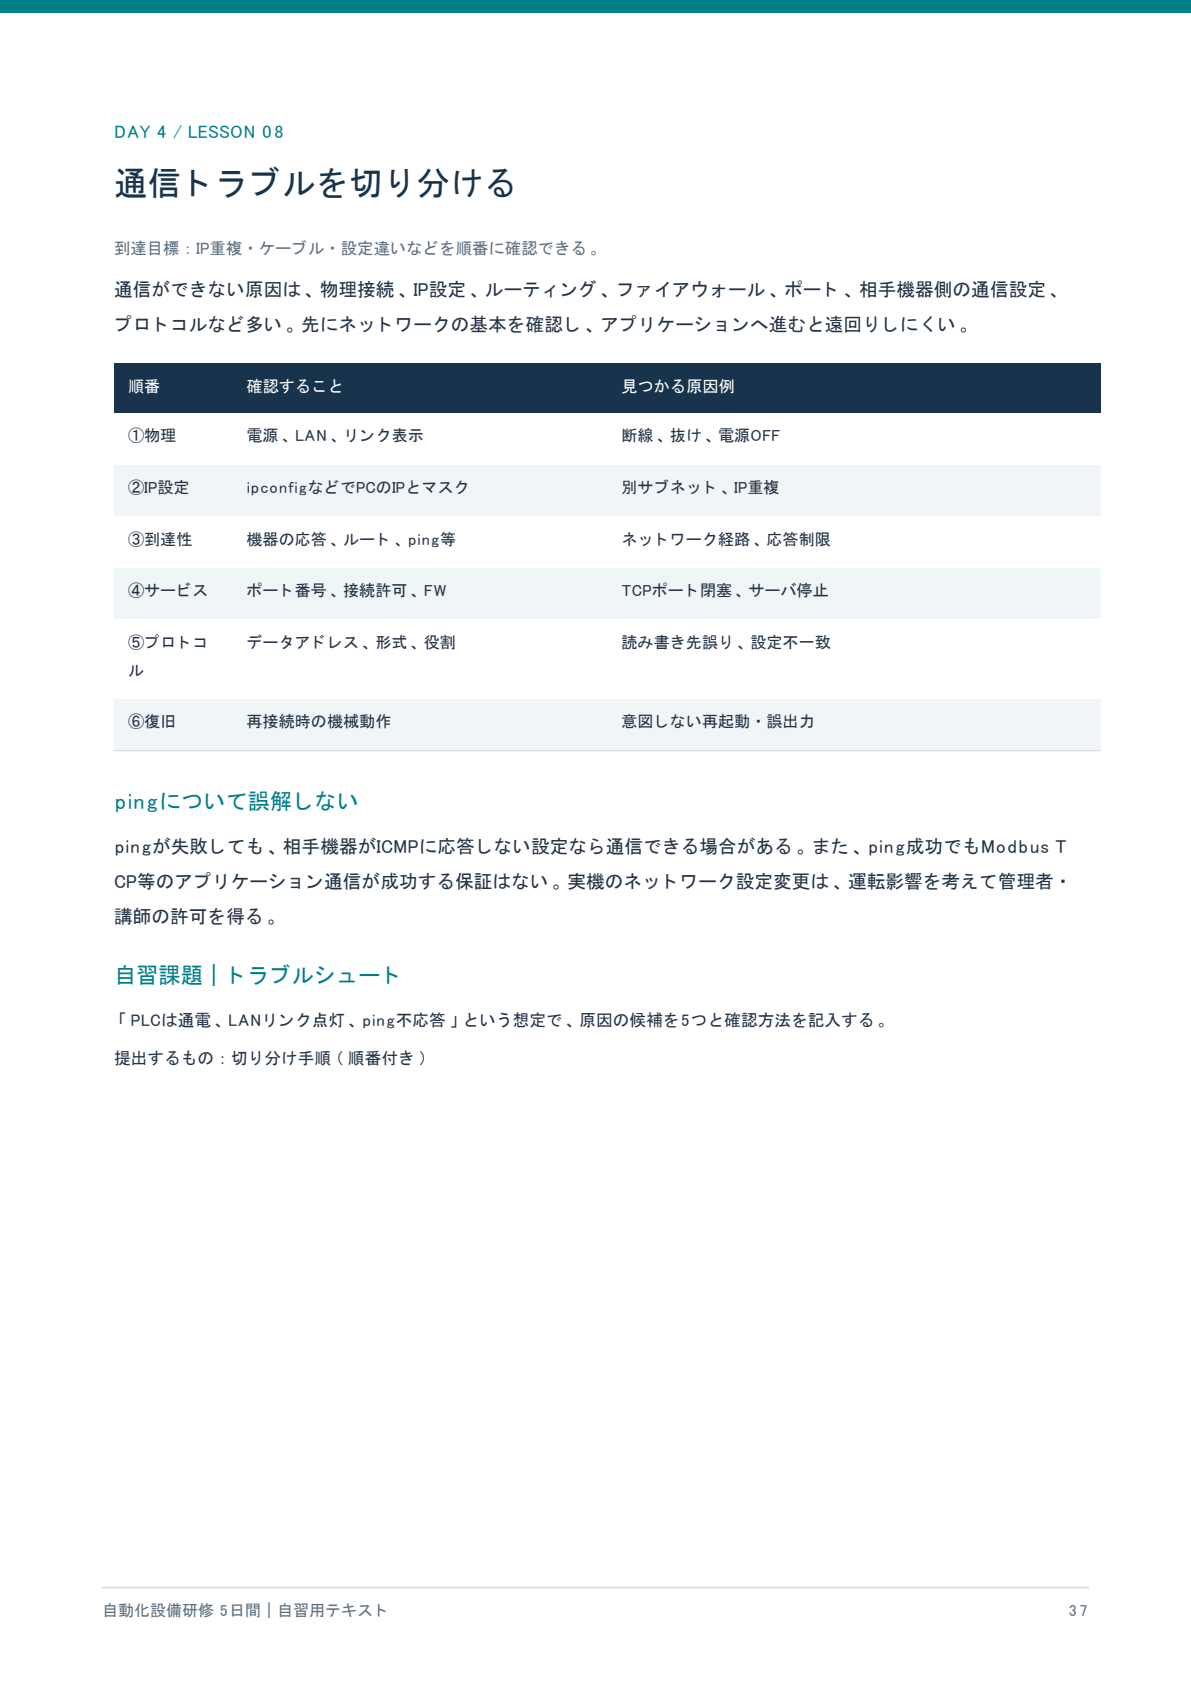 DAY 4 / LESSON 08
通信トラブルを切り分ける
到達目標：IP重複・ケーブル・設定違いなどを順番に確認できる。
通信ができない原因は、物理接続、IP設定、ルーティング、ファイアウォール、ポート、相手機器側の通信設定、
プロトコルなど多い。先にネットワークの基本を確認し、アプリケーションへ進むと遠回りしにくい。
順番 確認すること 見つかる原因例
①物理 電源、LAN、リンク表示 断線、抜け、電源OFF
②IP設定 ipconfigなどでPCのIPとマスク 別サブネット、IP重複
③到達性 機器の応答、ルート、ping等 ネットワーク経路、応答制限
④サービス ポート番号、接続許可、FW TCPポート閉塞、サーバ停止
⑤プロトコ データアドレス、形式、役割 読み書き先誤り、設定不一致
ル
⑥復旧 再接続時の機械動作 意図しない再起動・誤出力
pingについて誤解しない
pingが失敗しても、相手機器がICMPに応答しない設定なら通信できる場合がある。また、ping成功でもModbus T
CP等のアプリケーション通信が成功する保証はない。実機のネットワーク設定変更は、運転影響を考えて管理者・
講師の許可を得る。
自習課題｜トラブルシュート
「PLCは通電、LANリンク点灯、ping不応答」という想定で、原因の候補を5つと確認方法を記入する。
提出するもの：切り分け手順（順番付き）
自動化設備研修 5日間｜自習用テキスト 37